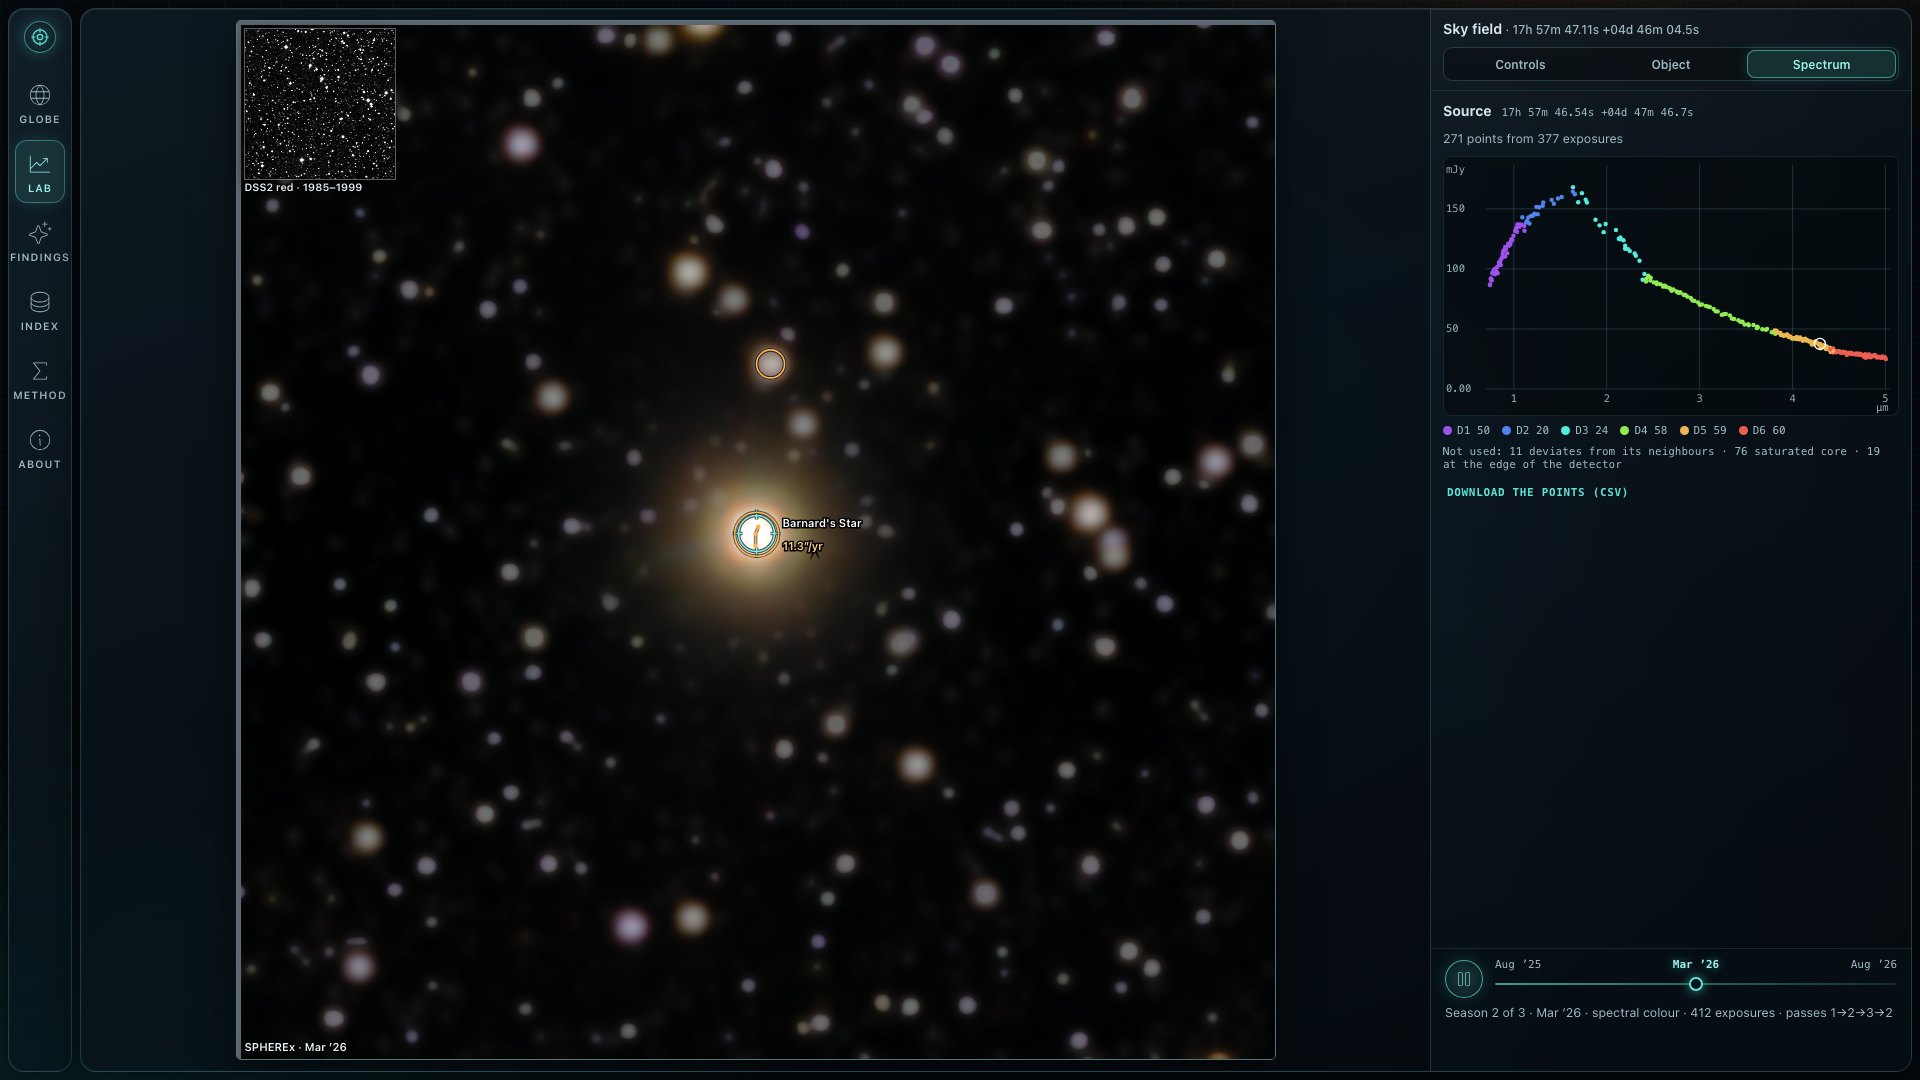 GLOBE
LAB
FINDINGS
INDEX
METHOD
ABOUT
DSS2 red · 1985–1999
Barnard's Star
11.3"/yr
SPHEREx · Mar '26
Sky field · 17h 57m 47.11s +04d 46m 04.5s
Controls Object Spectrum
Source 17h 57m 46.54s +04d 47m 46.7s
271 points from 377 exposures
mJy
150
100
50
0.00
1 2 3 4 5
µm
D1 50 D2 20 D3 24 D4 58 D5 59 D6 60
Not used: 11 deviates from its neighbours · 76 saturated core · 19
at the edge of the detector
DOWNLOAD THE POINTS (CSV)
Aug ’25 Mar ’26 Aug ’26
Season 2 of 3 · Mar ’26 · spectral colour · 412 exposures · passes 1→2→3→2